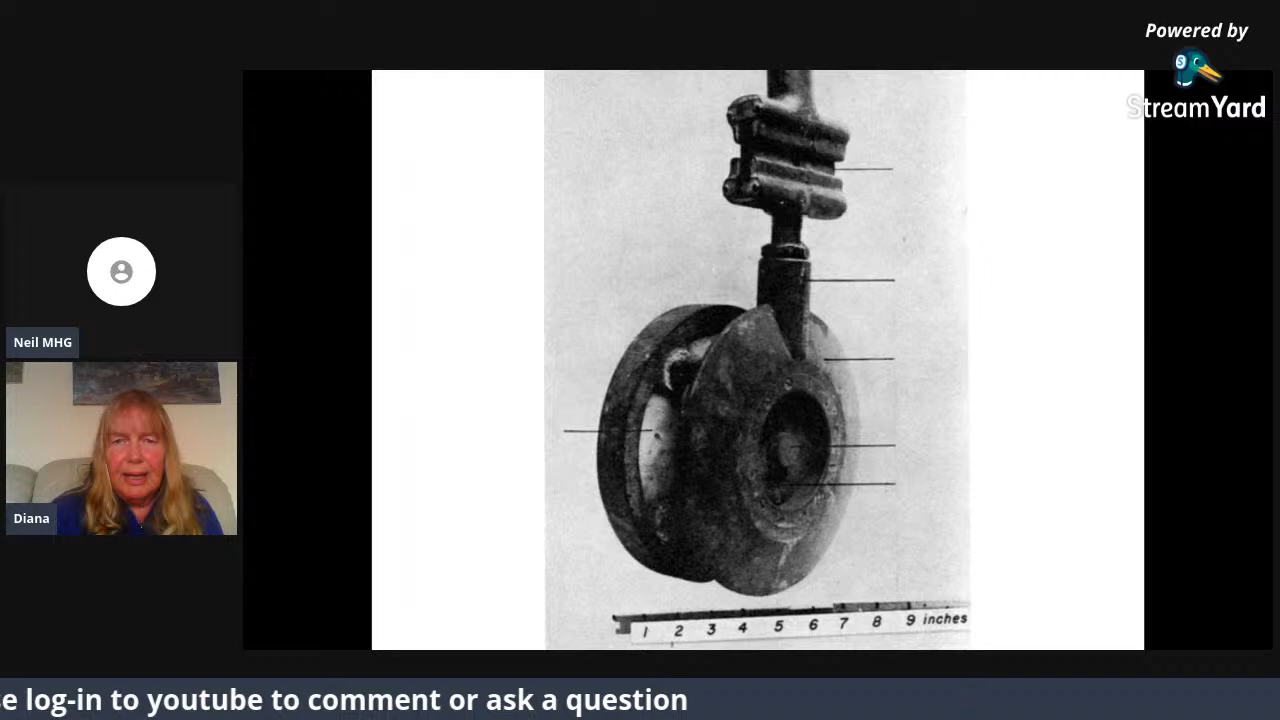 Powered by
StreamYard
Neil MHG
Diana
1 2 3 4 5 6 7 8 9 inches
e log-in to youtube to comment or ask a question